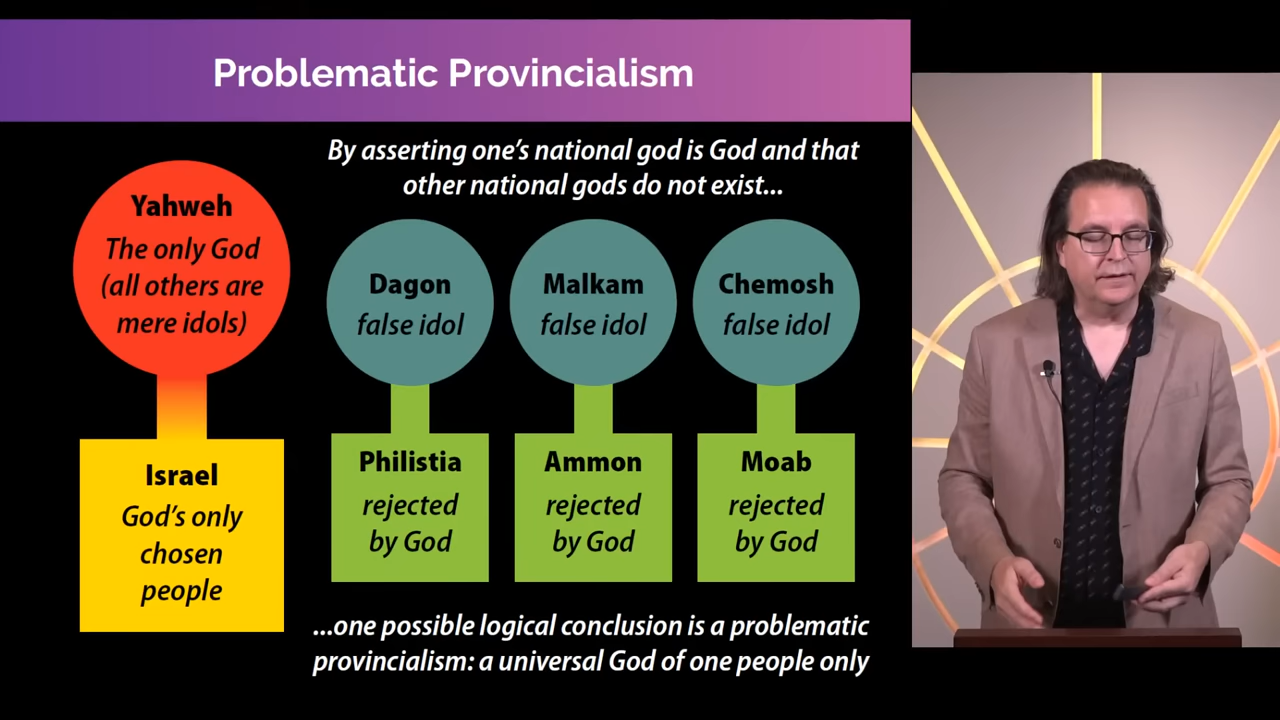 Problematic Provincialism
By asserting one's national god is God and that
other national gods do not exist...
Yahweh
The only God
(all others are
mere idols)
Israel
God's only
chosen
people
Dagon
false idol
Malkam
false idol
Chemosh
false idol
Philistia
rejected
by God
Ammon
rejected
by God
Moab
rejected
by God
...one possible logical conclusion is a problematic
provincialism: a universal God of one people only